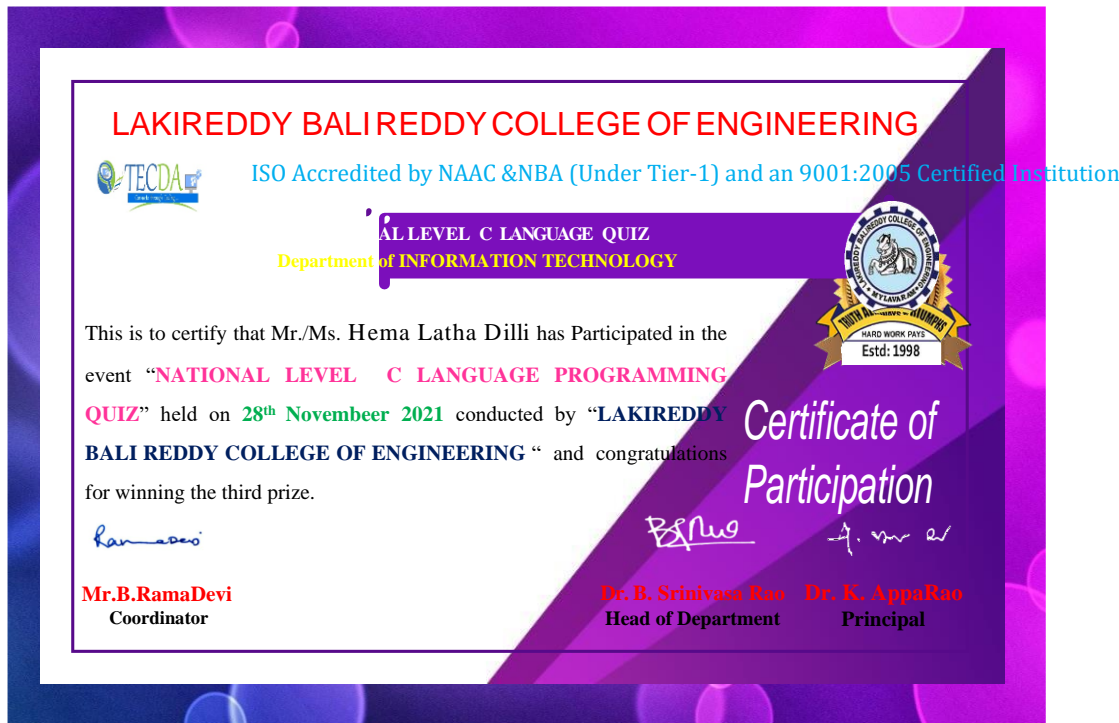 LAKIREDDY BALI REDDY COLLEGE OF ENGINEERING
TECDA
ISO Accredited by NAAC &NBA (Under Tier-1) and an 9001:2005 Certified Institution
AL LEVEL C LANGUAGE QUIZ
Department of INFORMATION TECHNOLOGY
LAKIREDDY BALIREDDY COLLEGE OF ENGINEERING
MYLAVARAM
HARD WORK PAYS
Estd: 1998
This is to certify that Mr./Ms. Hema Latha Dilli has Participated in the
event “NATIONAL LEVEL C LANGUAGE PROGRAMMING
QUIZ” held on 28th Novembeer 2021 conducted by “LAKIREDDY
BALI REDDY COLLEGE OF ENGINEERING “ and congratulations
for winning the third prize.
Certificate of
Participation
Ramadevi
Mr.B.RamaDevi
Coordinator
Dr. B. Srinivasa Rao
Head of Department
Dr. K. AppaRao
Principal